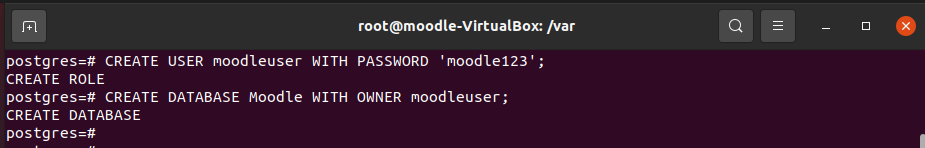 root@moodle-VirtualBox: /var
postgres=# CREATE USER moodleuser WITH PASSWORD 'moodle123';
CREATE ROLE
postgres=# CREATE DATABASE Moodle WITH OWNER moodleuser;
CREATE DATABASE
postgres=#